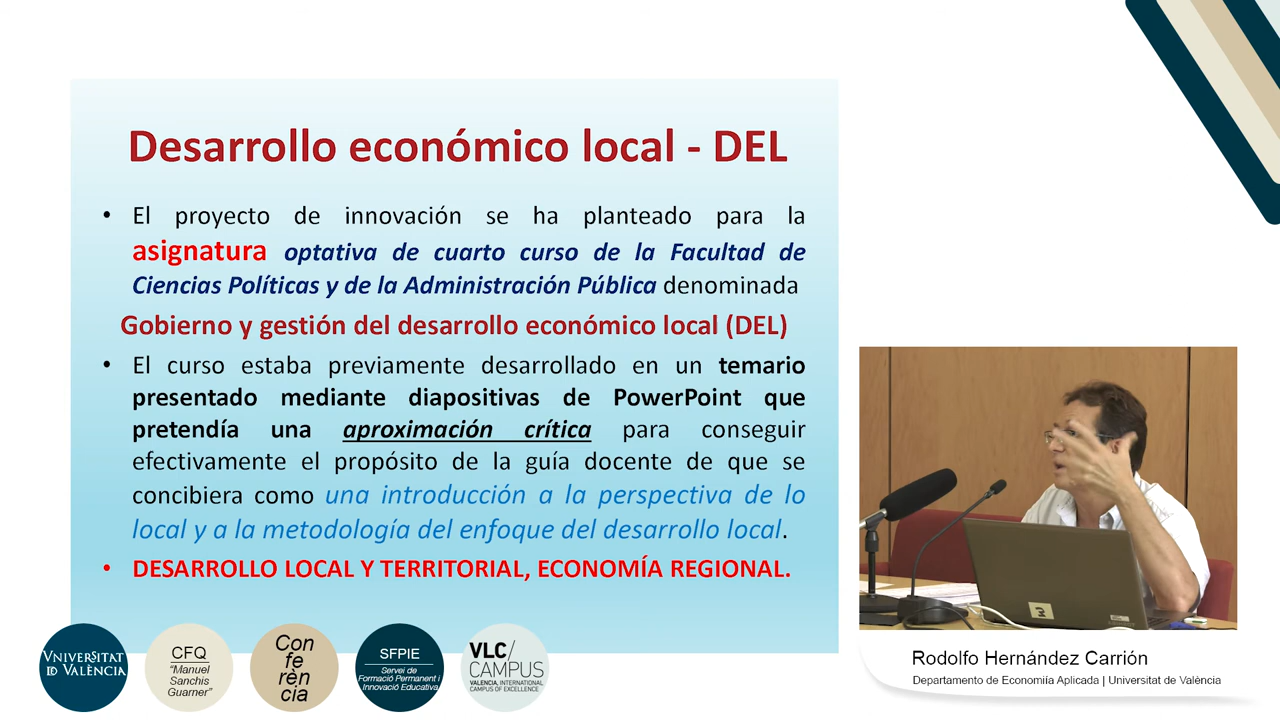 Desarrollo económico local - DEL
• El proyecto de innovación se ha planteado para la
asignatura optativa de cuarto curso de la Facultad de
Ciencias Políticas y de la Administración Pública denominada
Gobierno y gestión del desarrollo económico local (DEL)
• El curso estaba previamente desarrollado en un temario
presentado mediante diapositivas de PowerPoint que
pretendía una aproximación crítica para conseguir
efectivamente el propósito de la guía docente de que se
concibiera como una introducción a la perspectiva de lo
local y a la metodología del enfoque del desarrollo local.
• DESARROLLO LOCAL Y TERRITORIAL, ECONOMÍA REGIONAL.
VNIVERSITAT
ID VALÈNCIA
CFQ
"Manuel
Sanchis
Guarner"
Con
fe
rèn
cia
SFPIE
Servei de
Formació Permanent i
Innovació Educativa
VLC/
CAMPUS
VALENCIA, INTERNATIONAL
CAMPUS OF EXCELLENCE
Rodolfo Hernández Carrión
Departamento de Economiía Aplicada | Universitat de València